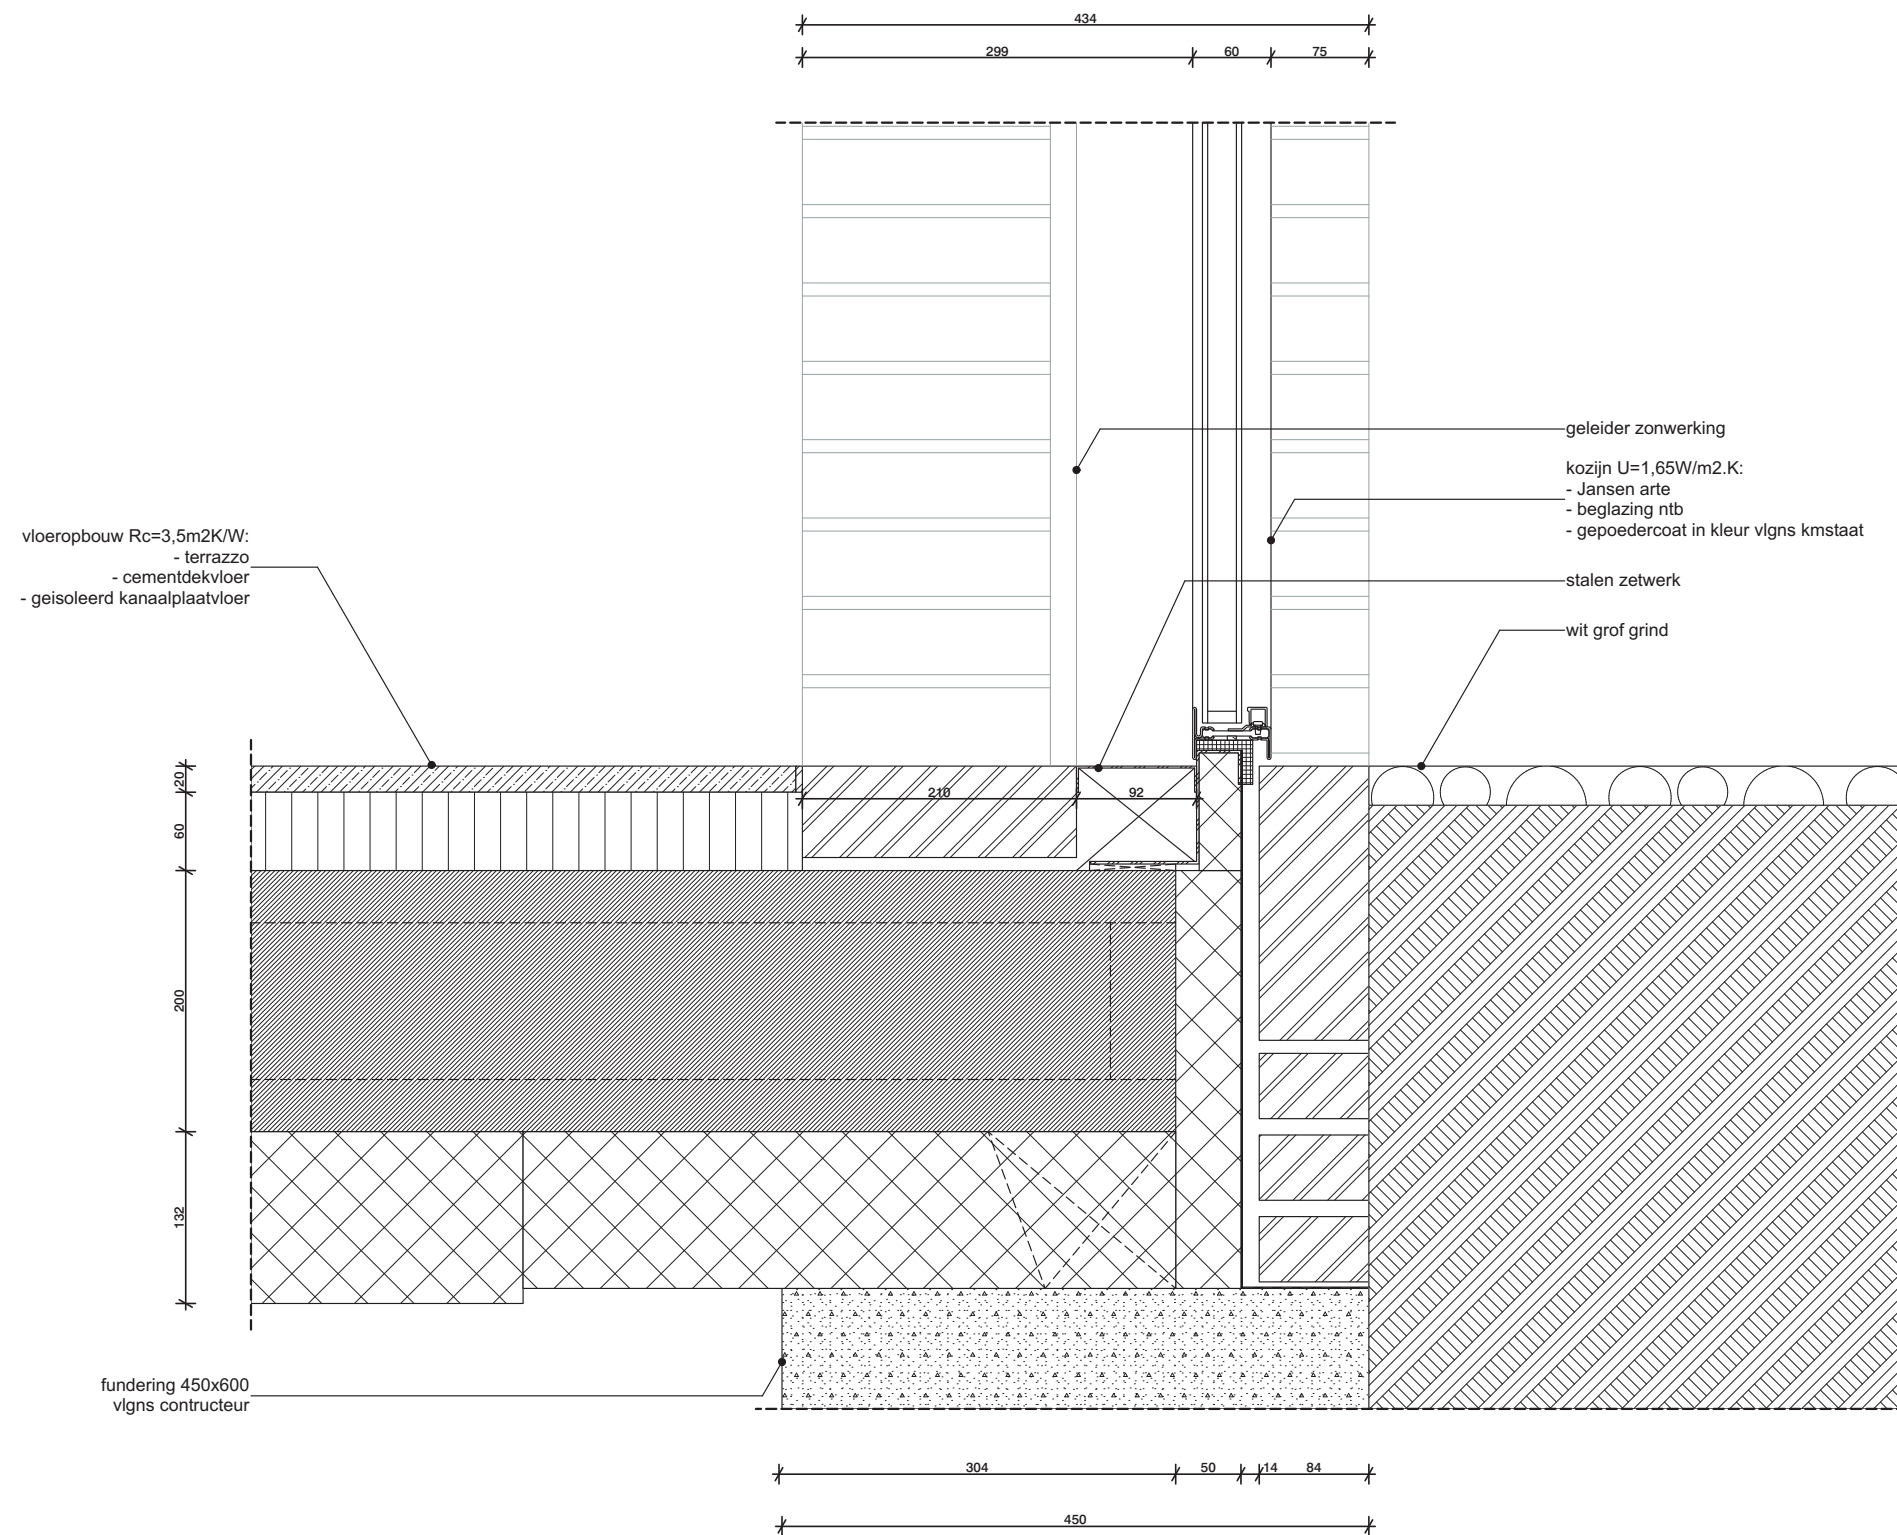 434
299
60
75
geleider zonwerking
kozijn U=1,65W/m2.K:
- Jansen arte
- beglazing ntb
- gepoedercoat in kleur vlgns kmstaat
stalen zetwerk
wit grof grind
vloeropbouw Rc=3,5m2K/W:
- terrazzo
- cementdekvloer
- geisoleerd kanaalplaatvloer
20
60
200
132
210
92
fundering 450x600
vlgns contructeur
304
50
14
84
450